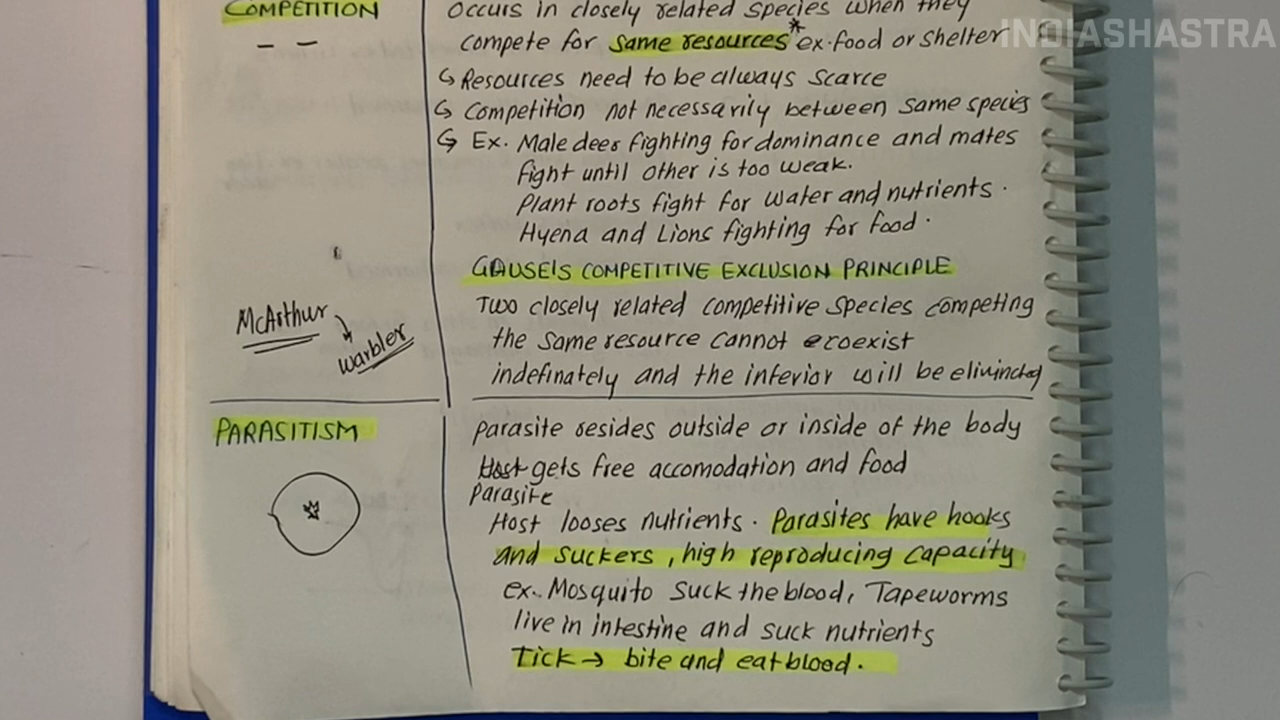 COMPETITION
— —
Occurs in closely related species when they
compete for same resources* ex. food or shelter
INDIASHASTRA
↳ Resources need to be always scarce
↳ Competition not necessarily between same species
↳ Ex. Male deer fighting for dominance and mates
fight until other is too weak.
Plant roots fight for water and nutrients.
Hyena and Lions fighting for food.
GAUSE'S COMPETITIVE EXCLUSION PRINCIPLE
McArthur
warbler
Two closely related competitive species competing
the same resource cannot coexist
indefinately and the inferior will be
PARASITISM
parasite resides outside or inside of the body
Host gets free accomodation and food
Parasite
Host looses nutrients. Parasites have hooks
and suckers, high reproducing capacity
ex. Mosquito suck the blood, Tapeworms
live in intestine and suck nutrients
Tick → bite and eat blood.